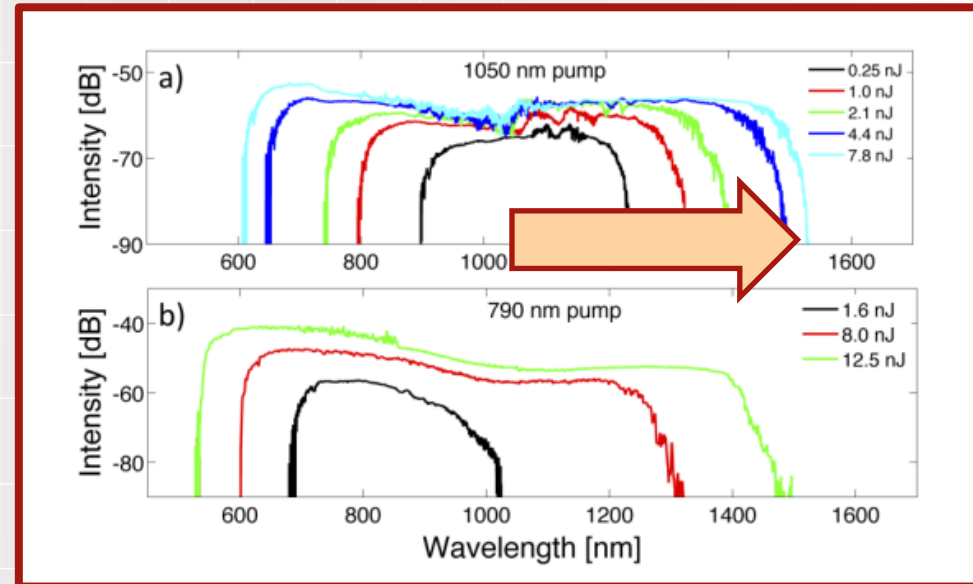 Intensity [dB]
-50
-70
-90
a)
1050 nm pump
0.25 nJ
1.0 nJ
2.1 nJ
4.4 nJ
7.8 nJ
600 800 1000 1600
Intensity [dB]
-40
-60
-80
b)
790 nm pump
1.6 nJ
8.0 nJ
12.5 nJ
600 800 1000 1200 1400 1600
Wavelength [nm]